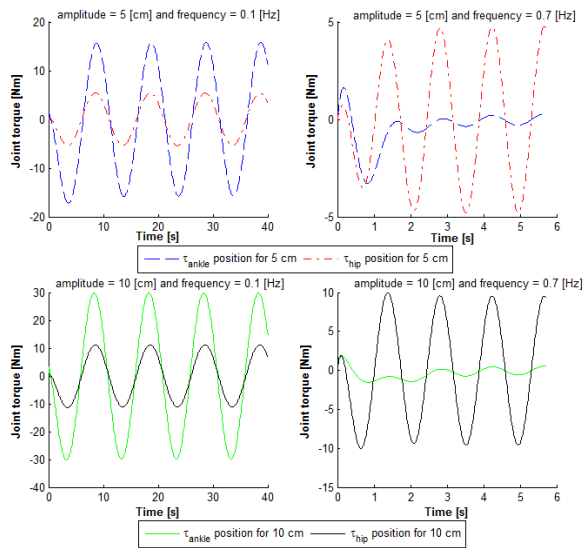 amplitude = 5 [cm] and frequency = 0.1 [Hz]
amplitude = 5 [cm] and frequency = 0.7 [Hz]
Joint torque [Nm]
20
10
0
-10
-20
0 10 20 30 40
Time [s]
Joint torque [Nm]
5
0
-5
0 1 2 3 4 5 6
Time [s]
τankle position for 5 cm
τhip position for 5 cm
amplitude = 10 [cm] and frequency = 0.1 [Hz]
amplitude = 10 [cm] and frequency = 0.7 [Hz]
Joint torque [Nm]
30
20
10
0
-10
-20
-30
-40
0 10 20 30 40
Time [s]
Joint torque [Nm]
10
5
0
-5
-10
-15
0 1 2 3 4 5 6
Time [s]
τankle position for 10 cm
τhip position for 10 cm